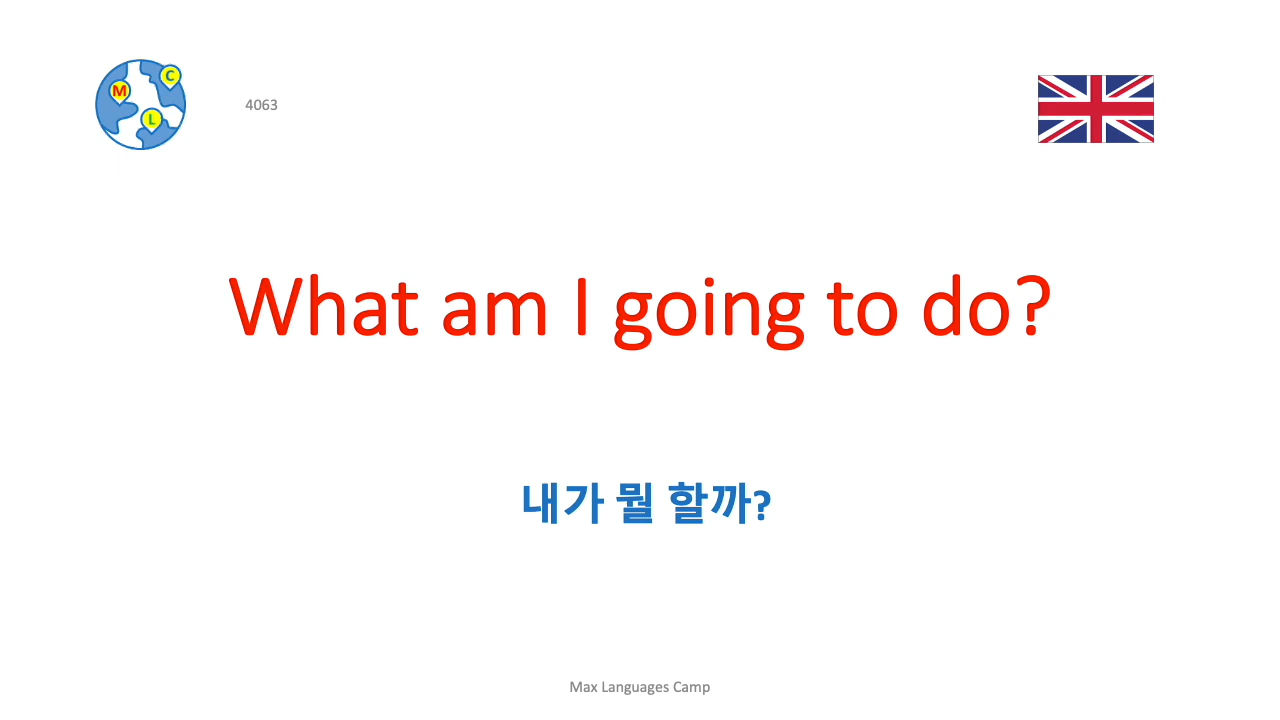 M
C
L
4063
What am I going to do?
내가 뭘 할까?
Max Languages Camp